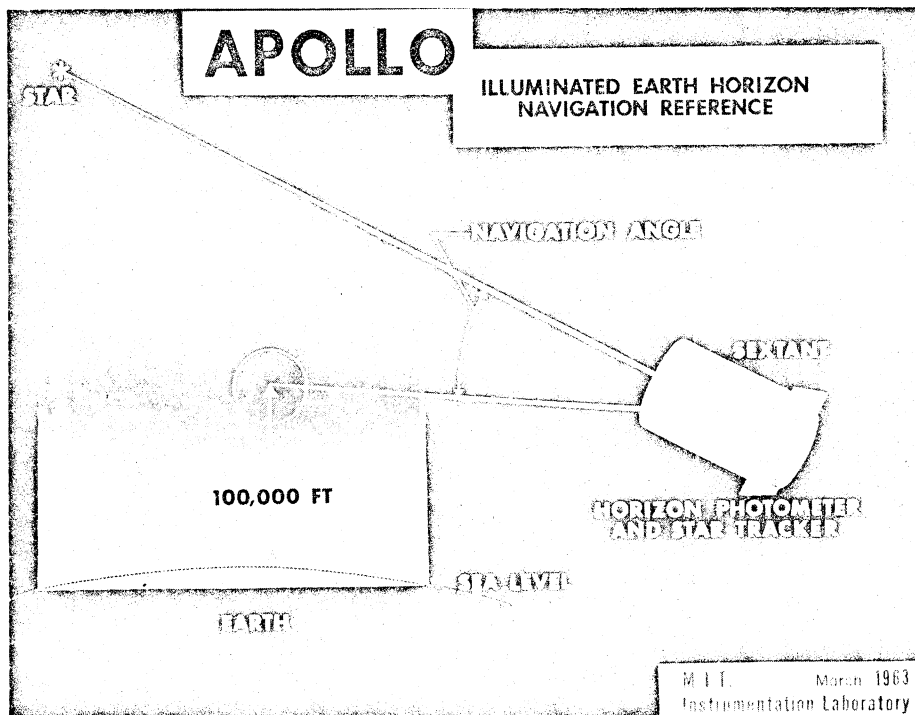 APOLLO
ILLUMINATED EARTH HORIZON
NAVIGATION REFERENCE
STAR
NAVIGATION ANGLE
SEXTANT
100,000 FT
HORIZON PHOTOMETER
AND STAR TRACKER
SEA LEVEL
EARTH
M I T. March 1963
Instrumentation Laboratory